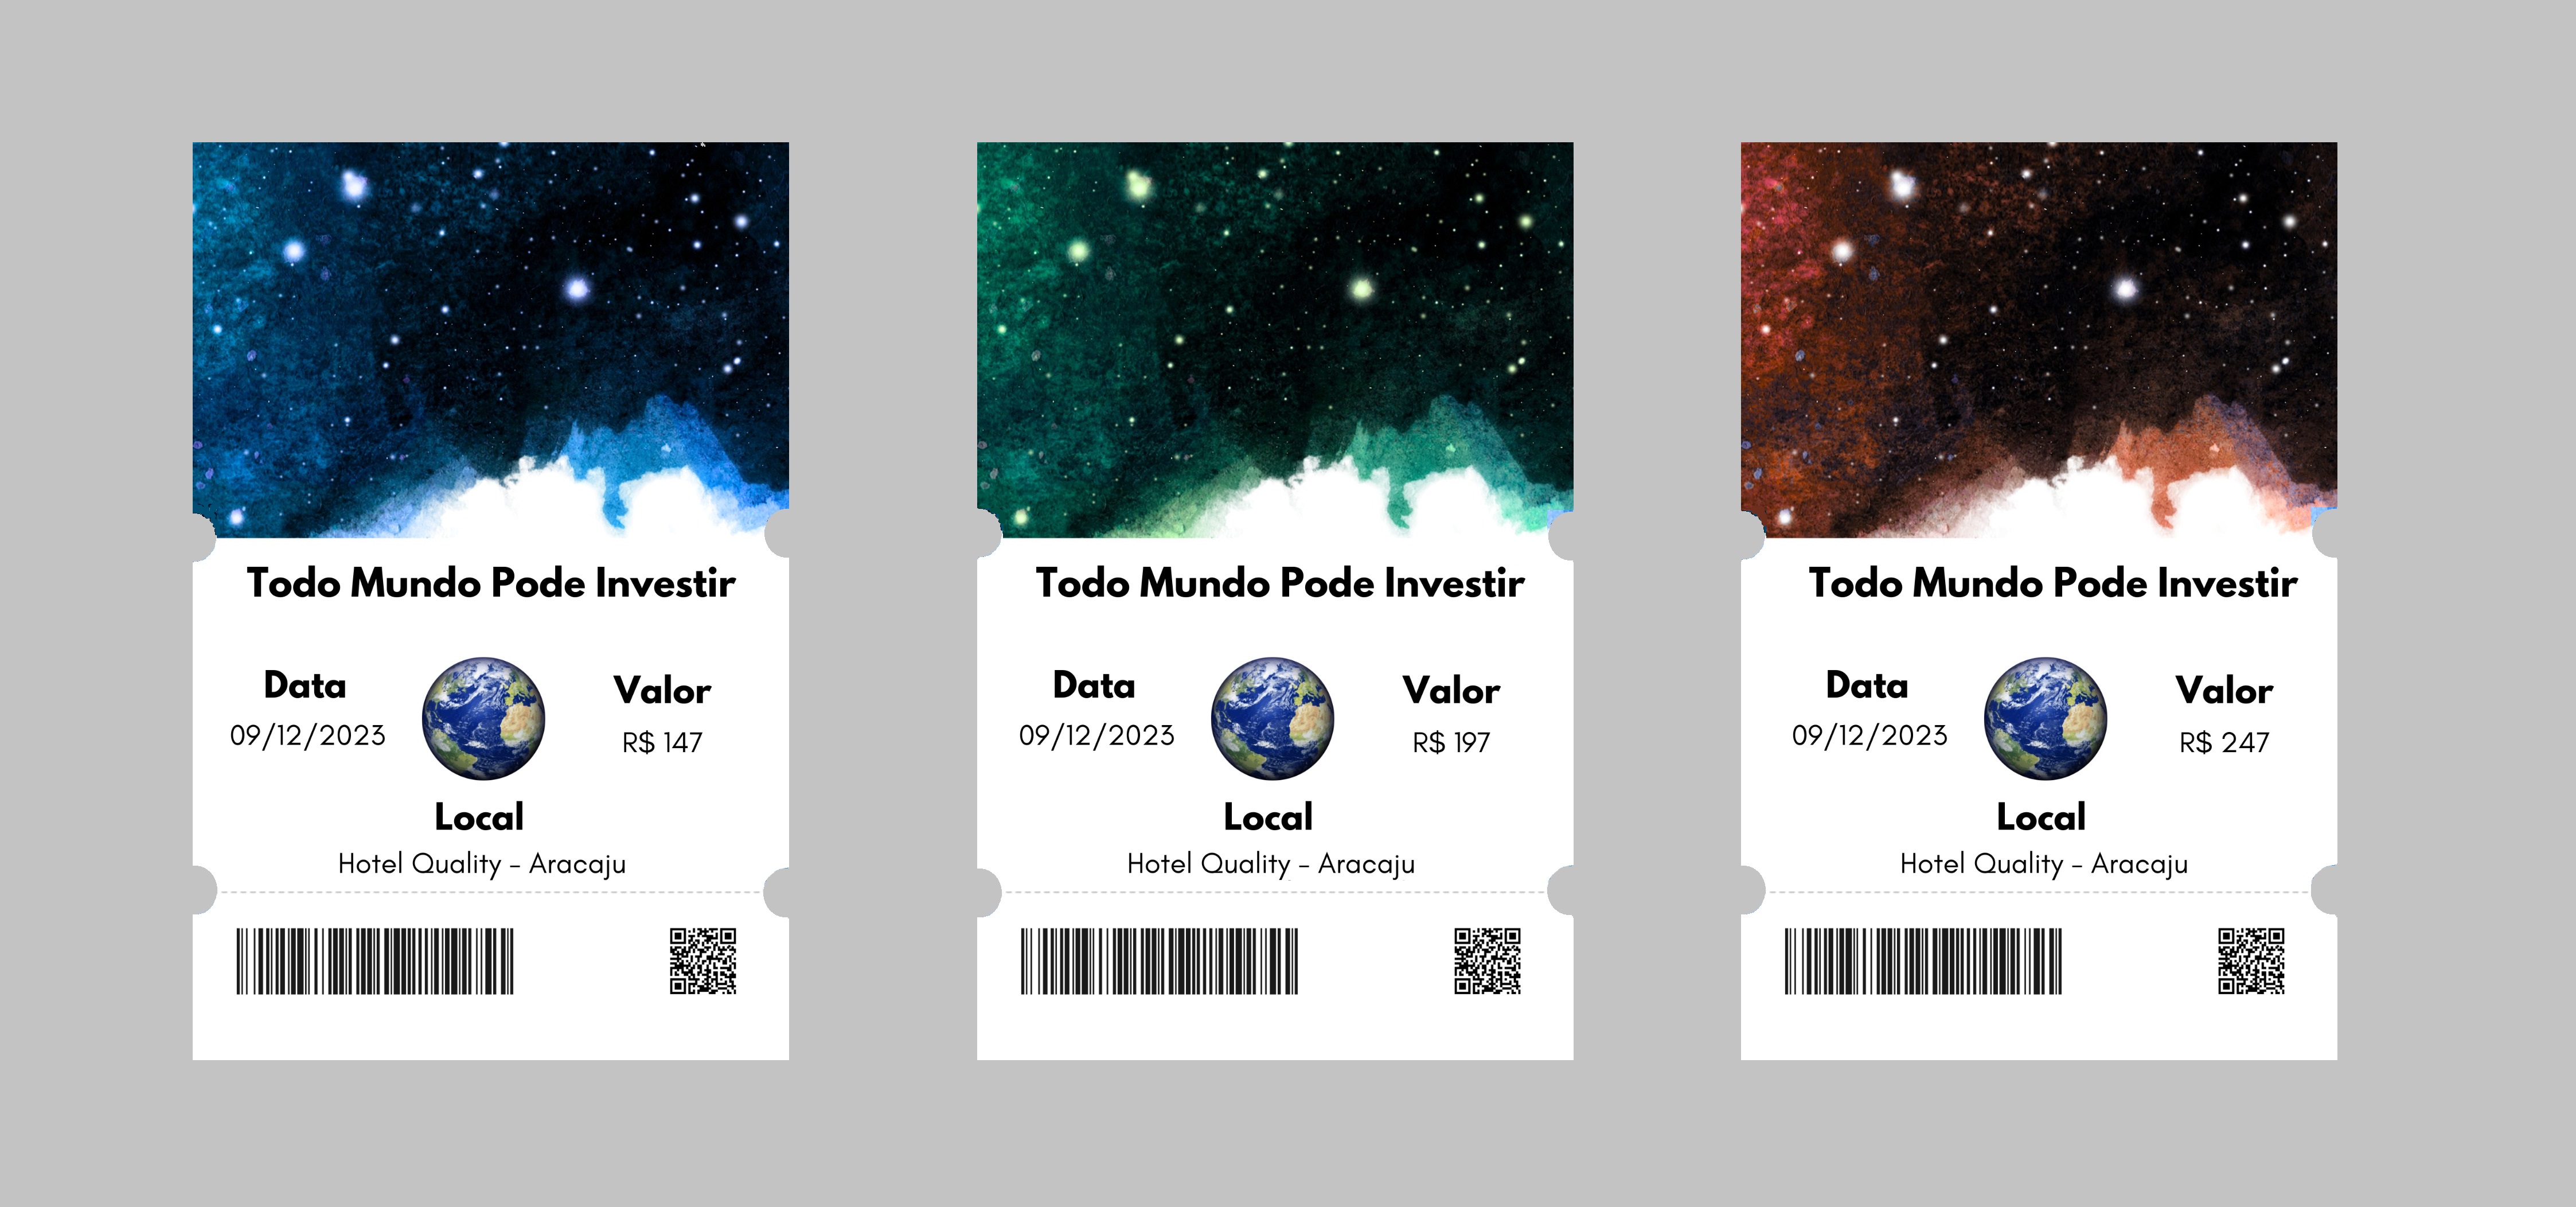 Todo Mundo Pode Investir
Data
Valor
09/12/2023
R$ 147
Local
Hotel Quality - Aracaju
Todo Mundo Pode Investir
Data
Valor
09/12/2023
R$ 197
Local
Hotel Quality - Aracaju
Todo Mundo Pode Investir
Data
Valor
09/12/2023
R$ 247
Local
Hotel Quality - Aracaju